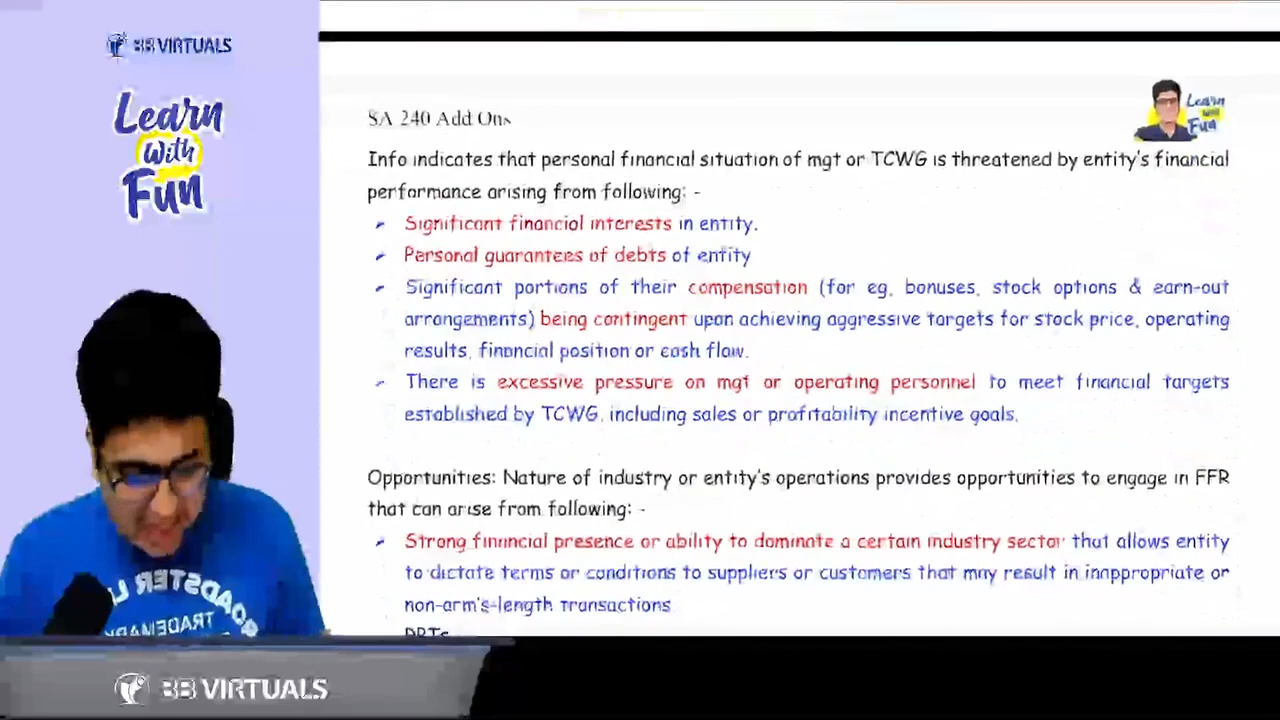 BB VIRTUALS
Learn
With
Fun
SA 240 Add Ons
Learn
With
Fun
Info indicates that personal financial situation of mgt or TCWG is threatened by entity's financial
performance arising from following: -
Significant financial interests in entity.
Personal guarantees of debts of entity
Significant portions of their compensation (for eg, bonuses, stock options & earn-out
arrangements) being contingent upon achieving aggressive targets for stock price, operating
results, financial position or cash flow.
There is excessive pressure on mgt or operating personnel to meet financial targets
established by TCWG, including sales or profitability incentive goals.
Opportunities: Nature of industry or entity's operations provides opportunities to engage in FFR
that can arise from following: -
Strong financial presence or ability to dominate a certain industry sector that allows entity
to dictate terms or conditions to suppliers or customers that may result in inappropriate or
non-arm's-length transactions
ROADSTER
TRADEMARK
BB VIRTUALS